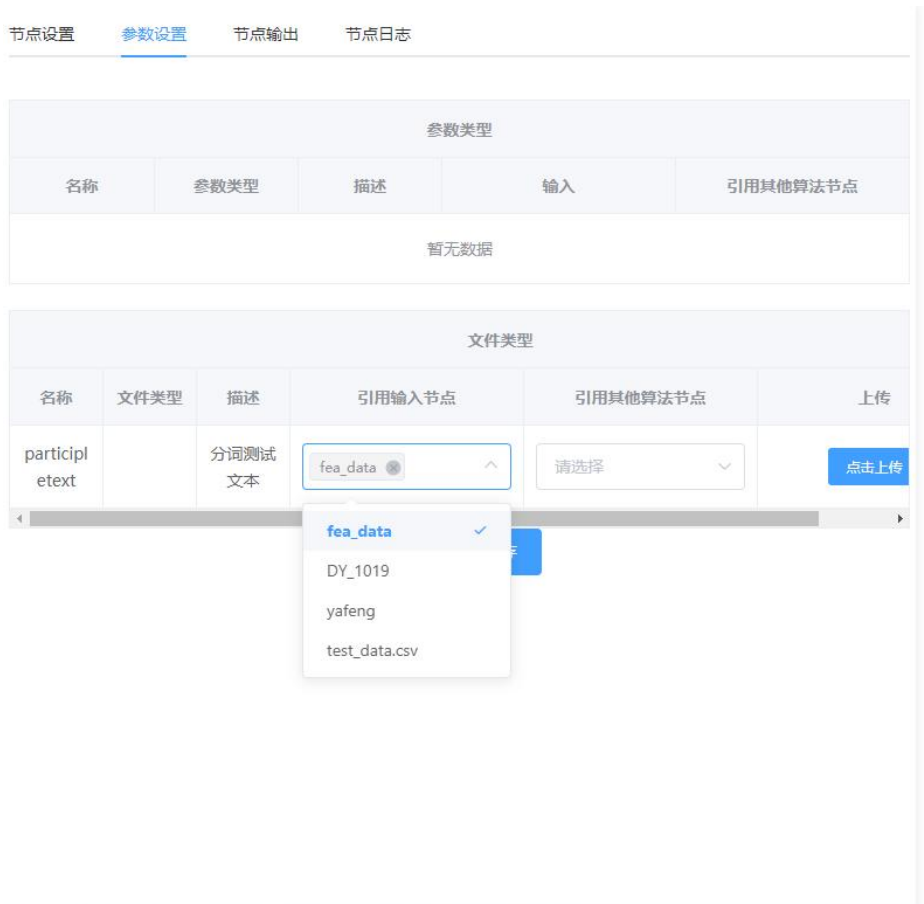 节点设置 参数设置 节点输出 节点日志
参数类型
名称 参数类型 描述 输入 引用其他算法节点
暂无数据
文件类型
名称 文件类型 描述 引用输入节点 引用其他算法节点 上传
participl
etext
分词测试
文本
fea_data 请选择 点击上传
fea_data
DY_1019
yafeng
test_data.csv